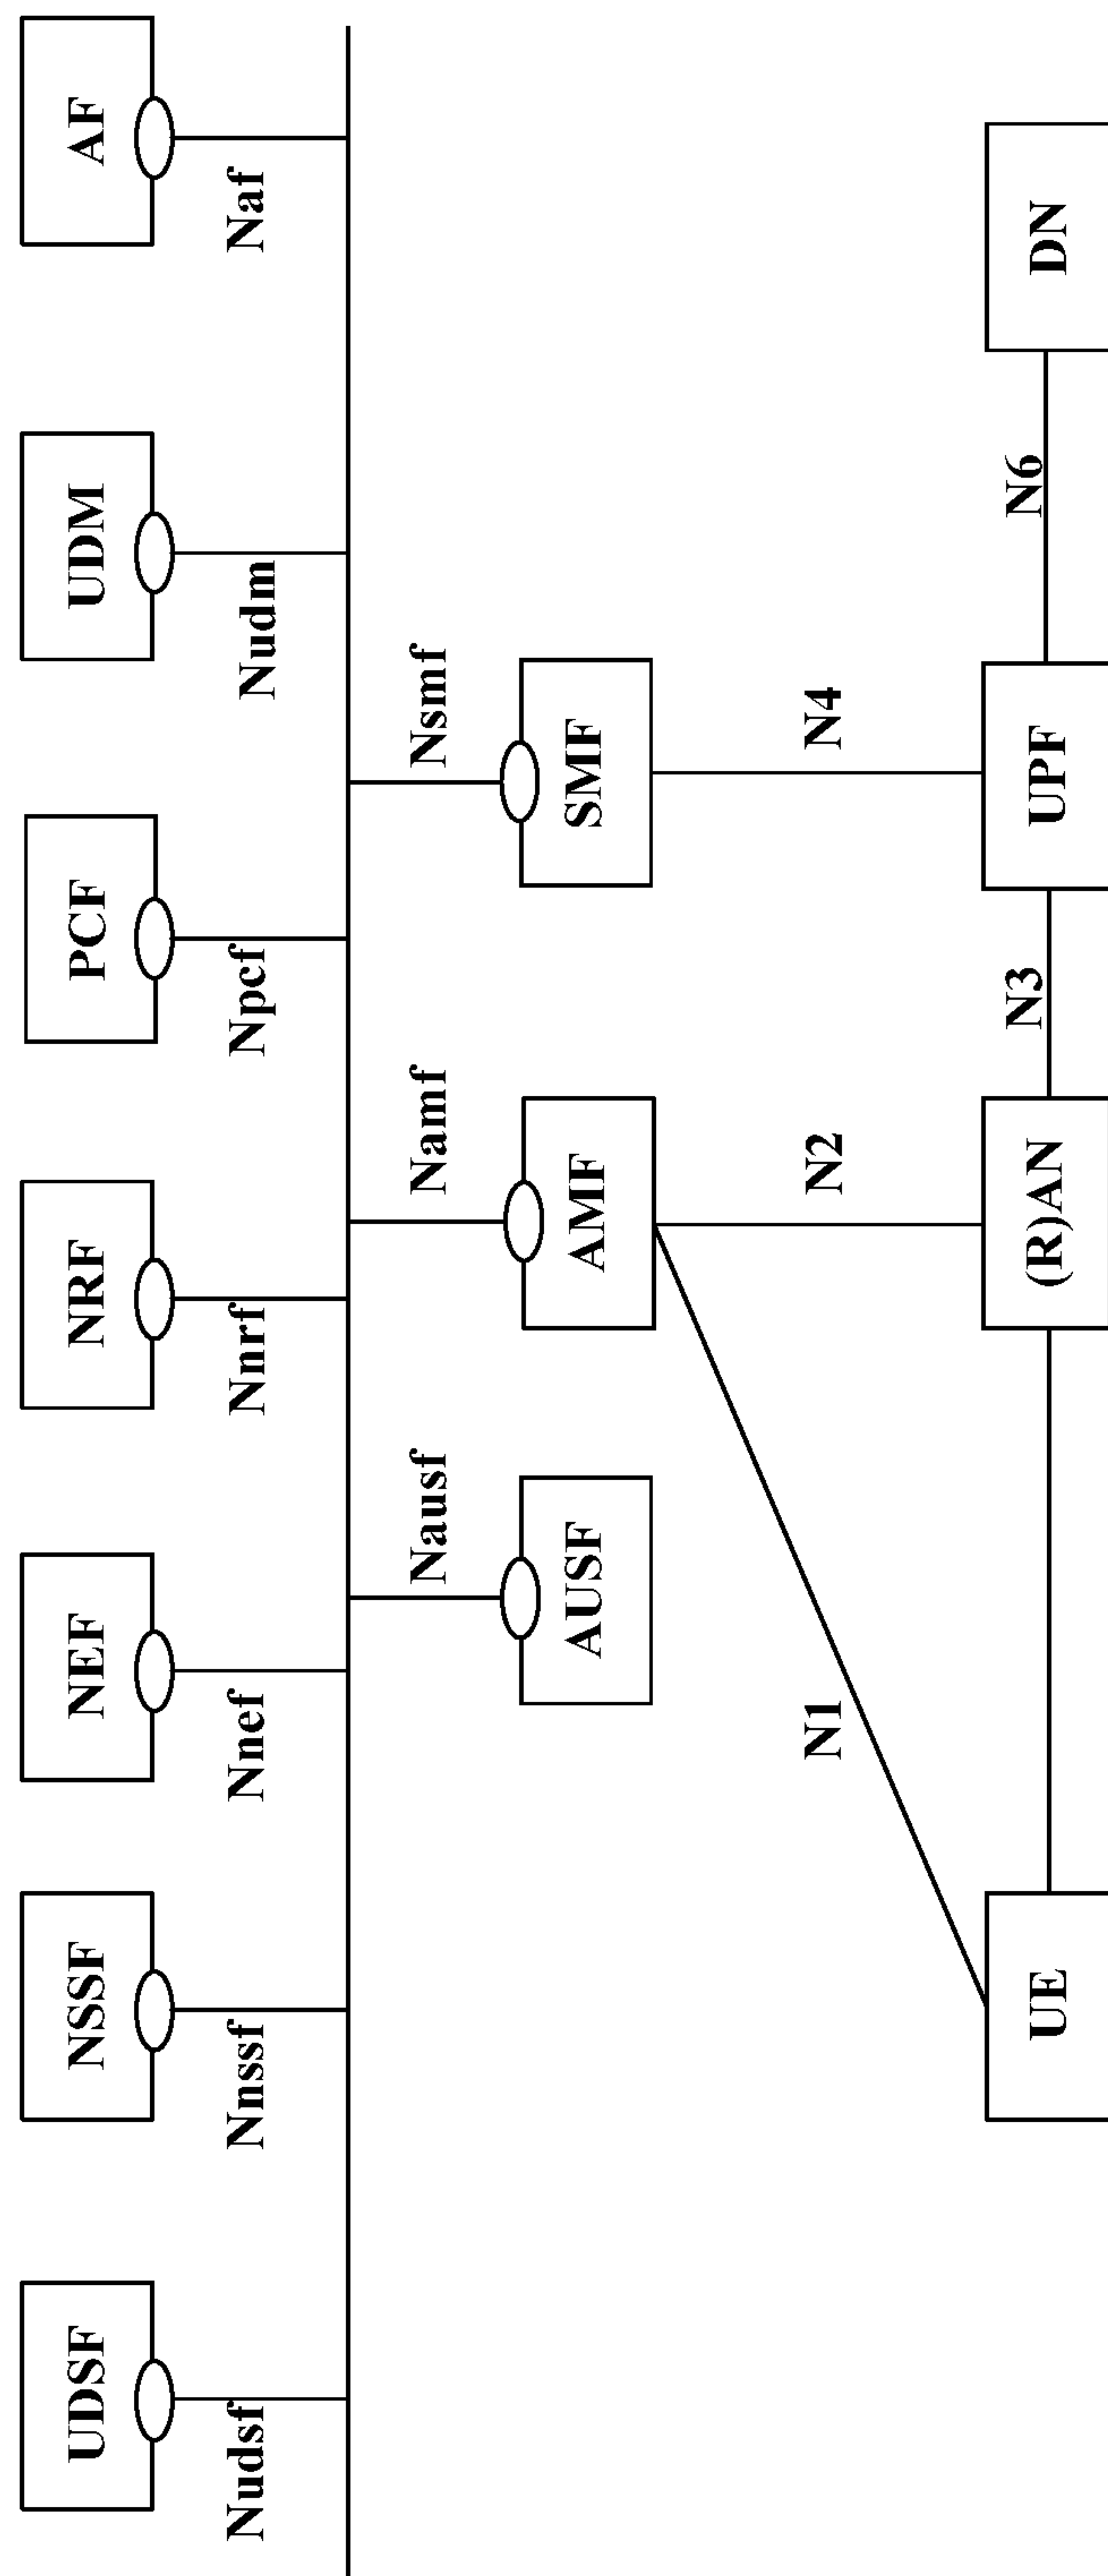 UDSF
NSSF
NEF
NRF
PCF
UDM
AF
Nudsf
Nnssf
Nnef
Nnrf
Npcf
Nudm
Naf
Nausf
Namf
Nsmf
AUSF
AMF
SMF
N1
N2
N4
UE
(R)AN
N3
UPF
N6
DN